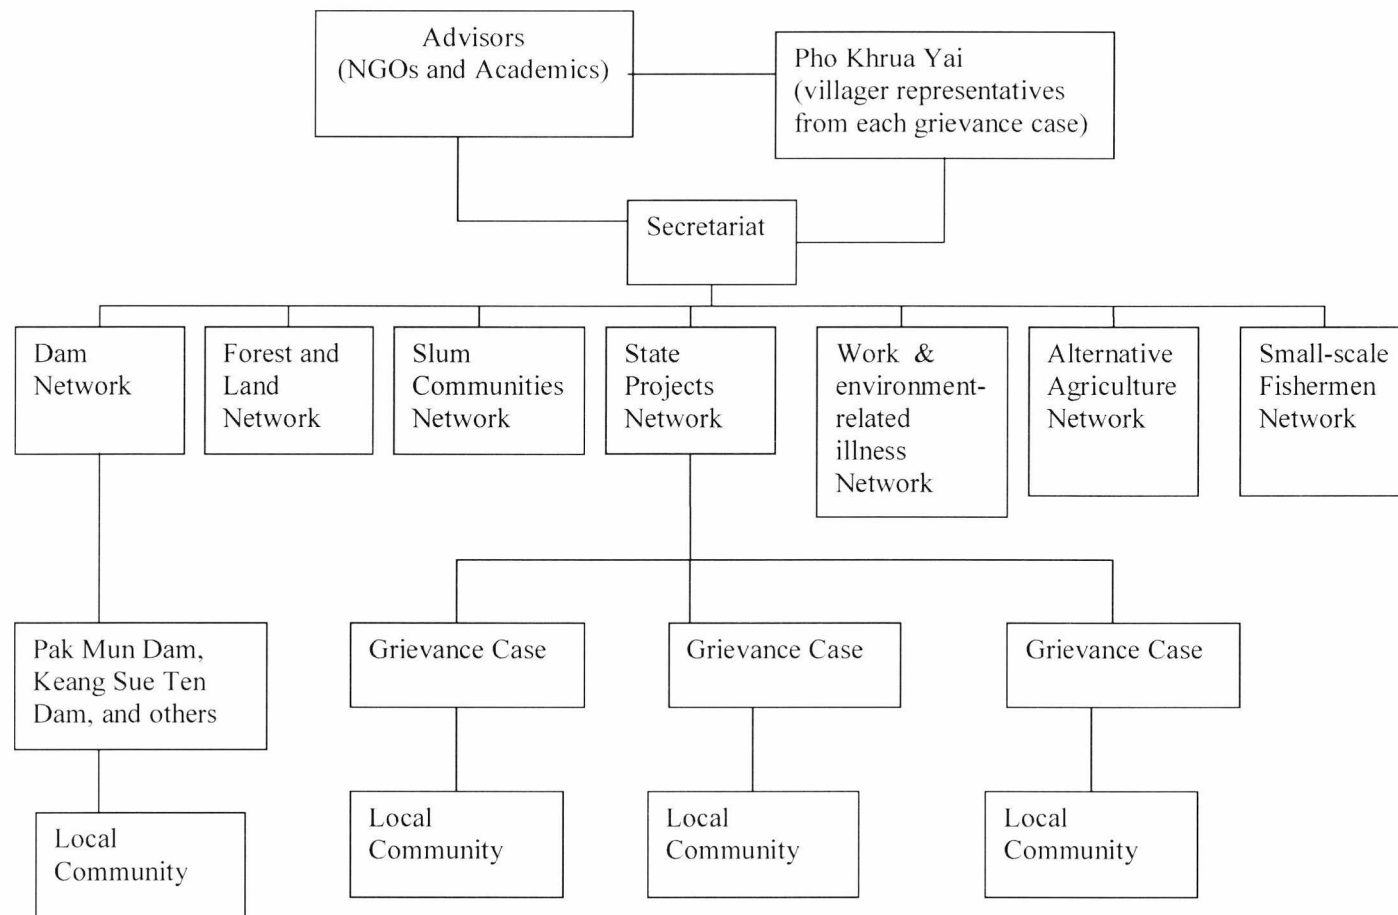 Advisors
(NGOs and Academics)
Pho Khrua Yai
(villager representatives
from each grievance case)
Secretariat
Dam
Network
Forest and
Land
Network
Slum
Communities
Network
State
Projects
Network
Work & 
environment-
related
illness
Network
Alternative
Agriculture
Network
Small-scale
Fishermen
Network
Pak Mun Dam,
Keang Sue Ten
Dam, and others
Grievance Case
Grievance Case
Grievance Case
Local
Community
Local
Community
Local
Community
Local
Community